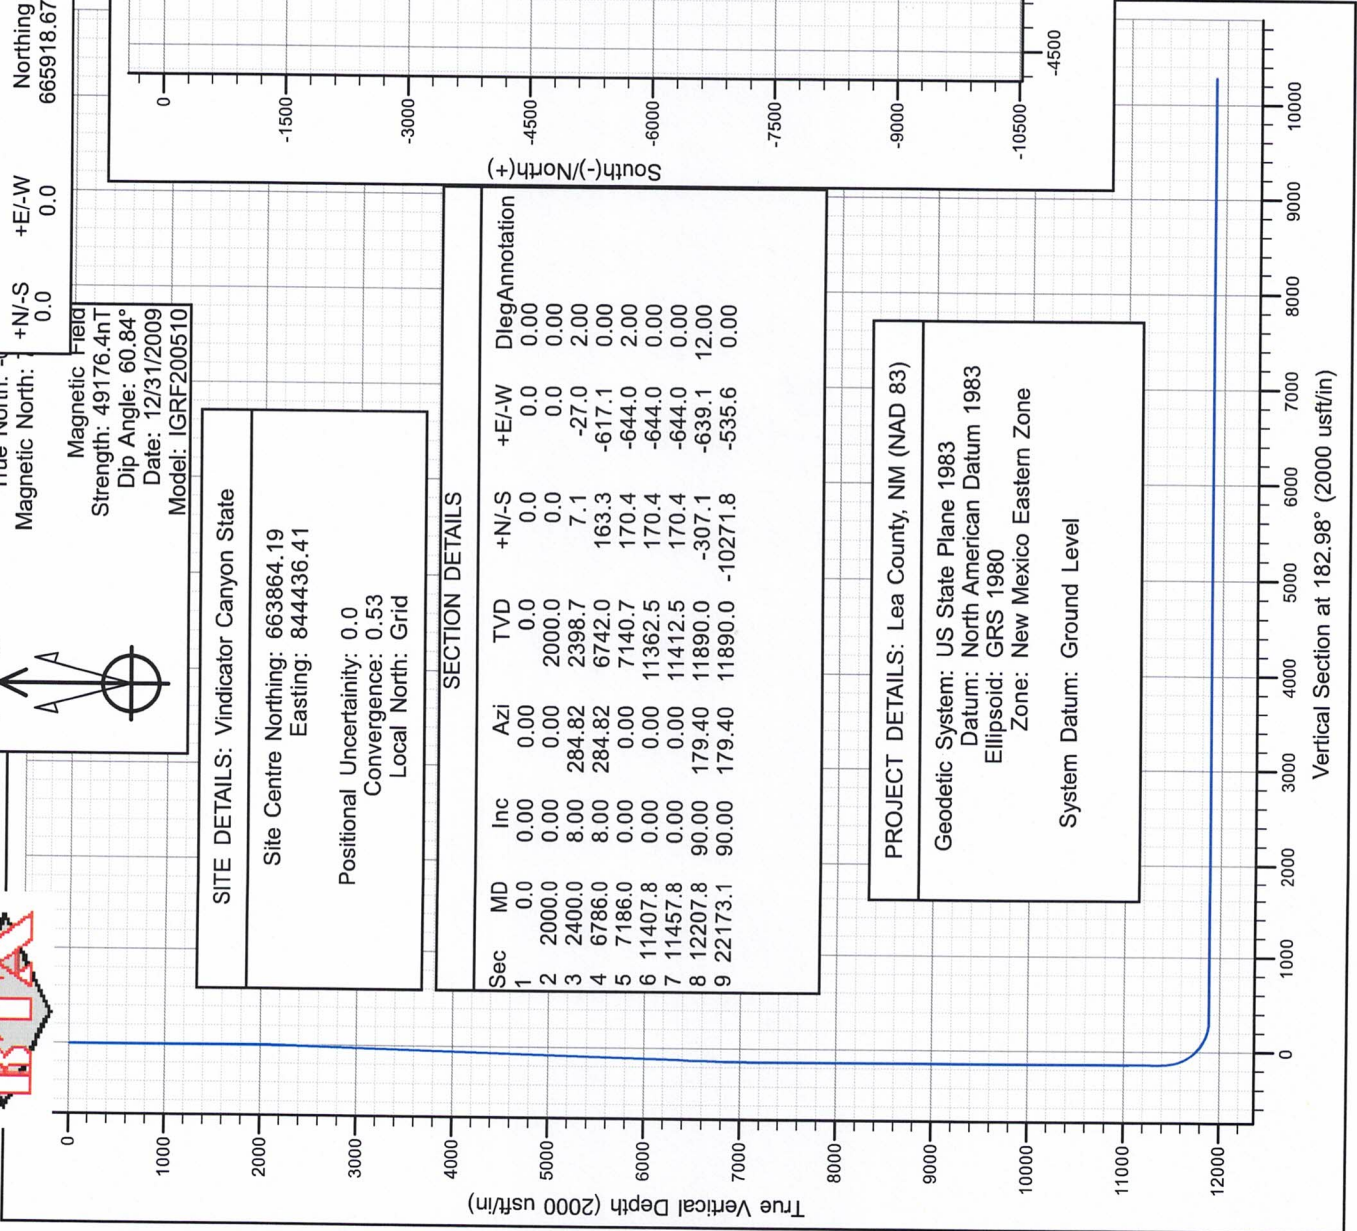 True North:
Magnetic North:
Magnetic Field
Strength: 49176.4nT
Dip Angle: 60.84°
Date: 12/31/2009
Model: IGRF200510
+N/-S +E/-W Northing
0.0 0.0 665918.67
SITE DETAILS: Vindicator Canyon State
Site Centre Northing: 663864.19
Easting: 844436.41
Positional Uncertainity: 0.0
Convergence: 0.53
Local North: Grid
SECTION DETAILS
Sec MD Inc Azi TVD +N/-S +E/-W DlegAnnotation
1 0.0 0.00 0.00 0.0 0.0 0.0 0.00
2 2000.0 0.00 0.00 2000.0 0.0 0.0 0.00
3 2400.0 8.00 284.82 2398.7 7.1 -27.0 2.00
4 6786.0 8.00 284.82 6742.0 163.3 -617.1 0.00
5 7186.0 0.00 0.00 7140.7 170.4 -644.0 2.00
6 11407.8 0.00 0.00 11362.5 170.4 -644.0 0.00
7 11457.8 0.00 0.00 11412.5 170.4 -644.0 0.00
8 12207.8 90.00 179.40 11890.0 -307.1 -639.1 12.00
9 22173.1 90.00 179.40 11890.0 -10271.8 -535.6 0.00
PROJECT DETAILS: Lea County, NM (NAD 83)
Geodetic System: US State Plane 1983
Datum: North American Datum 1983
Ellipsoid: GRS 1980
Zone: New Mexico Eastern Zone
System Datum: Ground Level
South(-)/North(+)
0
-1500
-3000
-4500
-6000
-7500
-9000
-10500
-4500
True Vertical Depth (2000 usft/in)
0
1000
2000
3000
4000
5000
6000
7000
8000
9000
10000
11000
12000
0 1000 2000 3000 4000 5000 6000 7000 8000 9000 10000
Vertical Section at 182.98° (2000 usft/in)